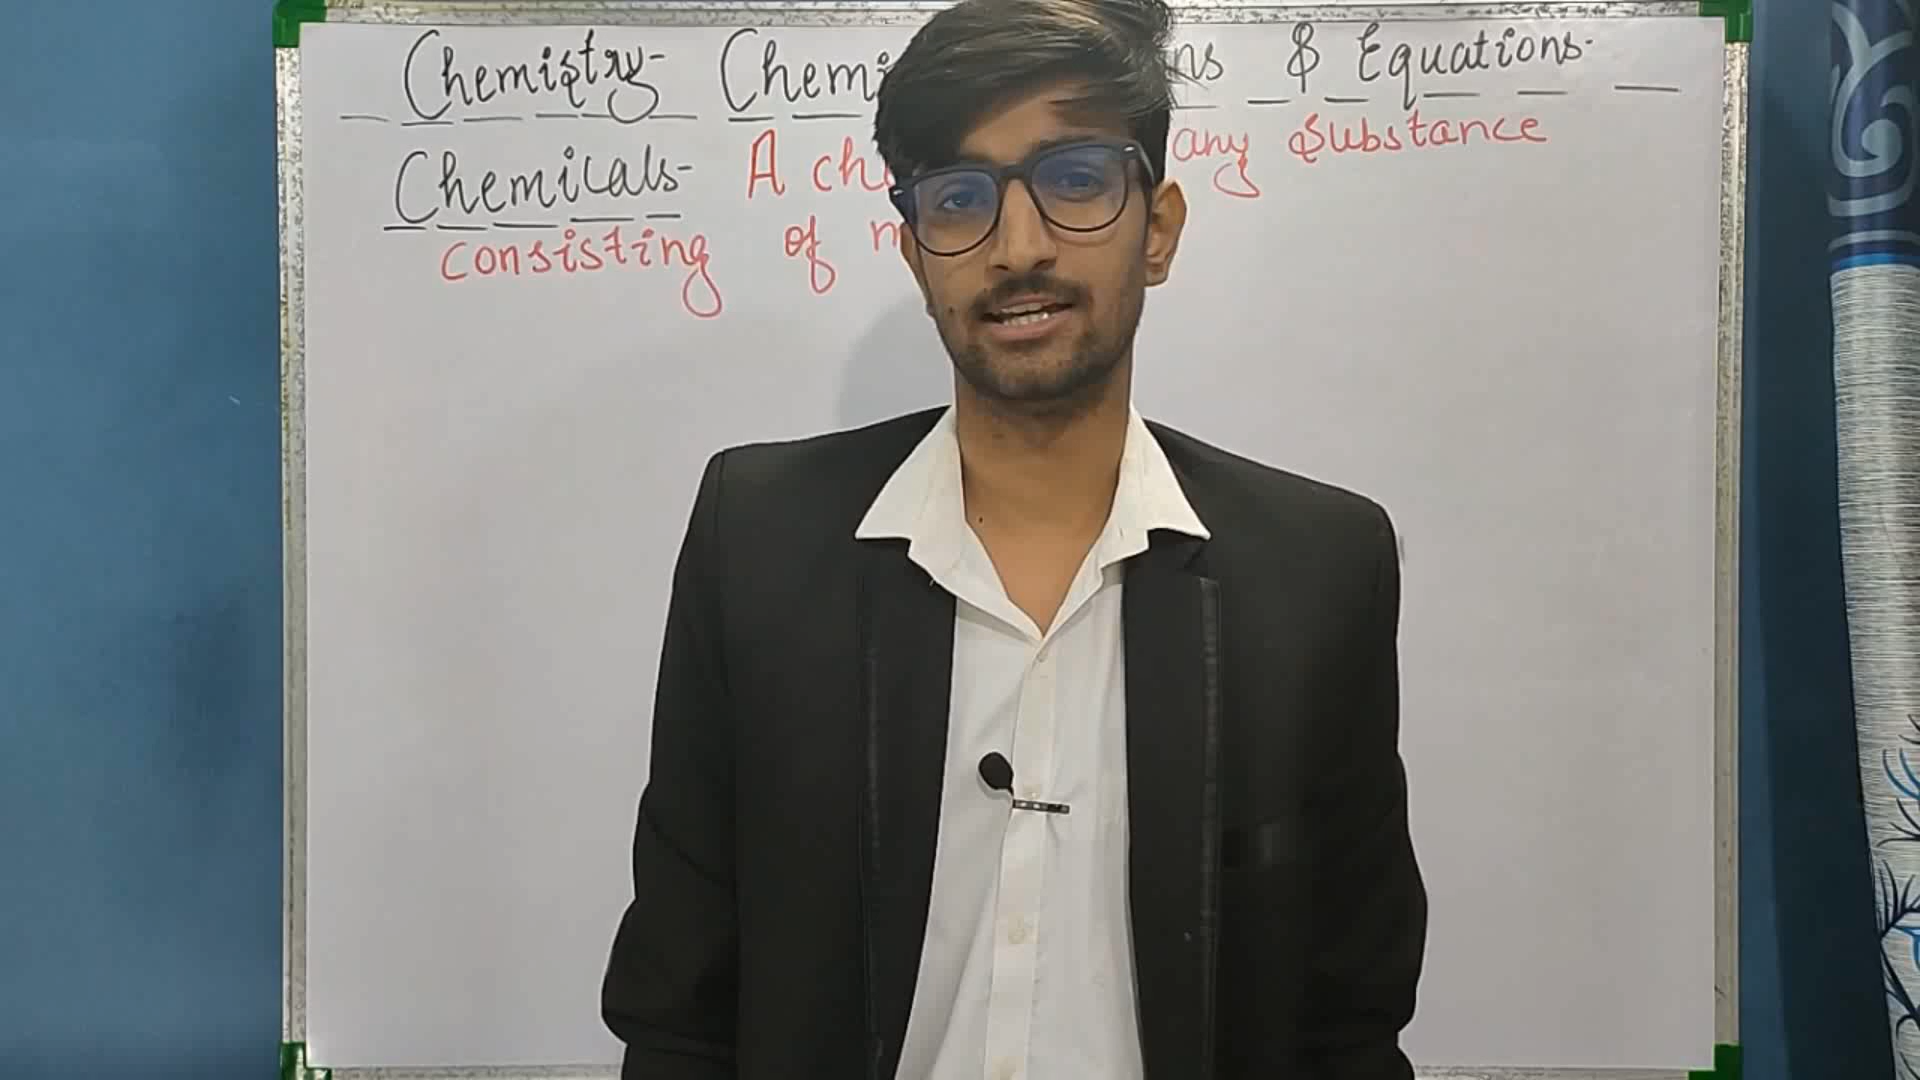 Chemistry- Chemi ns & Equations.
Chemicals- A ch any Substance
consisting of